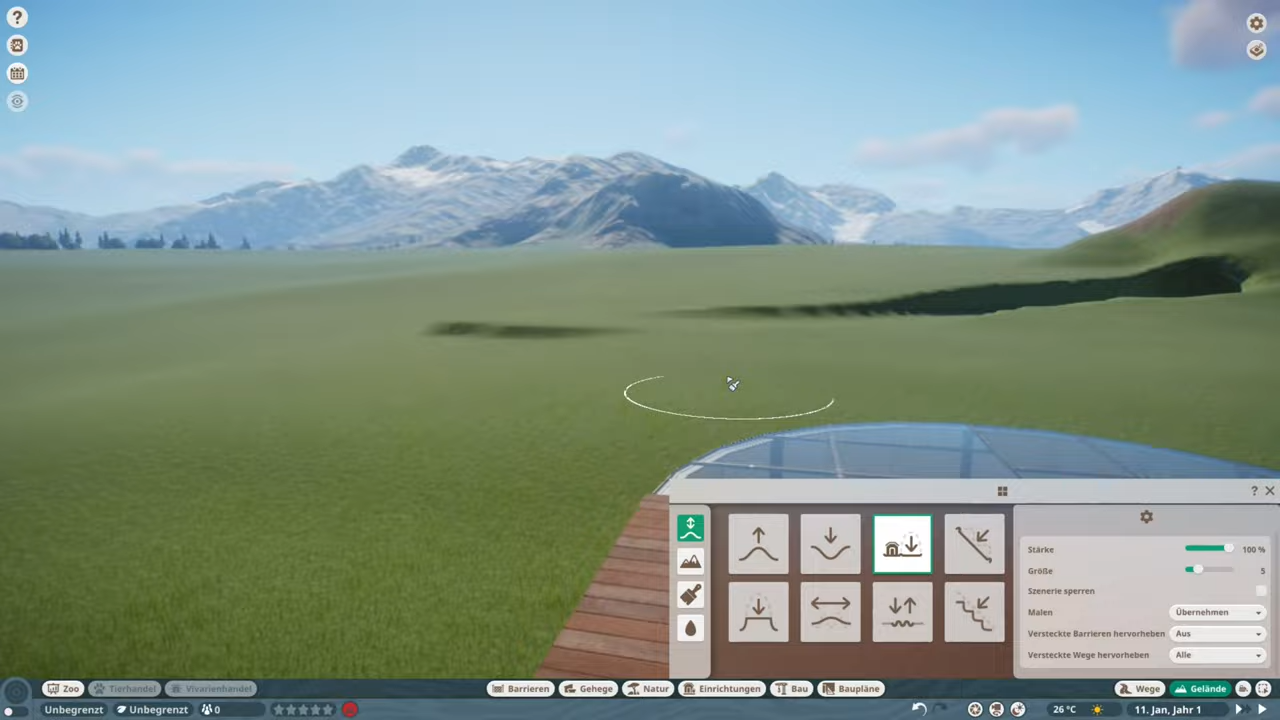 ?
?
Stärke 100 %
Größe 5
Szenerie sperren
Malen Übernehmen
Versteckte Barrieren hervorheben Aus
Versteckte Wege hervorheben Alle
Zoo Tierhandel Vivarienhandel Barrieren Gehege Natur Einrichtungen Bau Baupläne Wege Gelände
Unbegrenzt Unbegrenzt 0 26 °C 11. Jan, Jahr 1